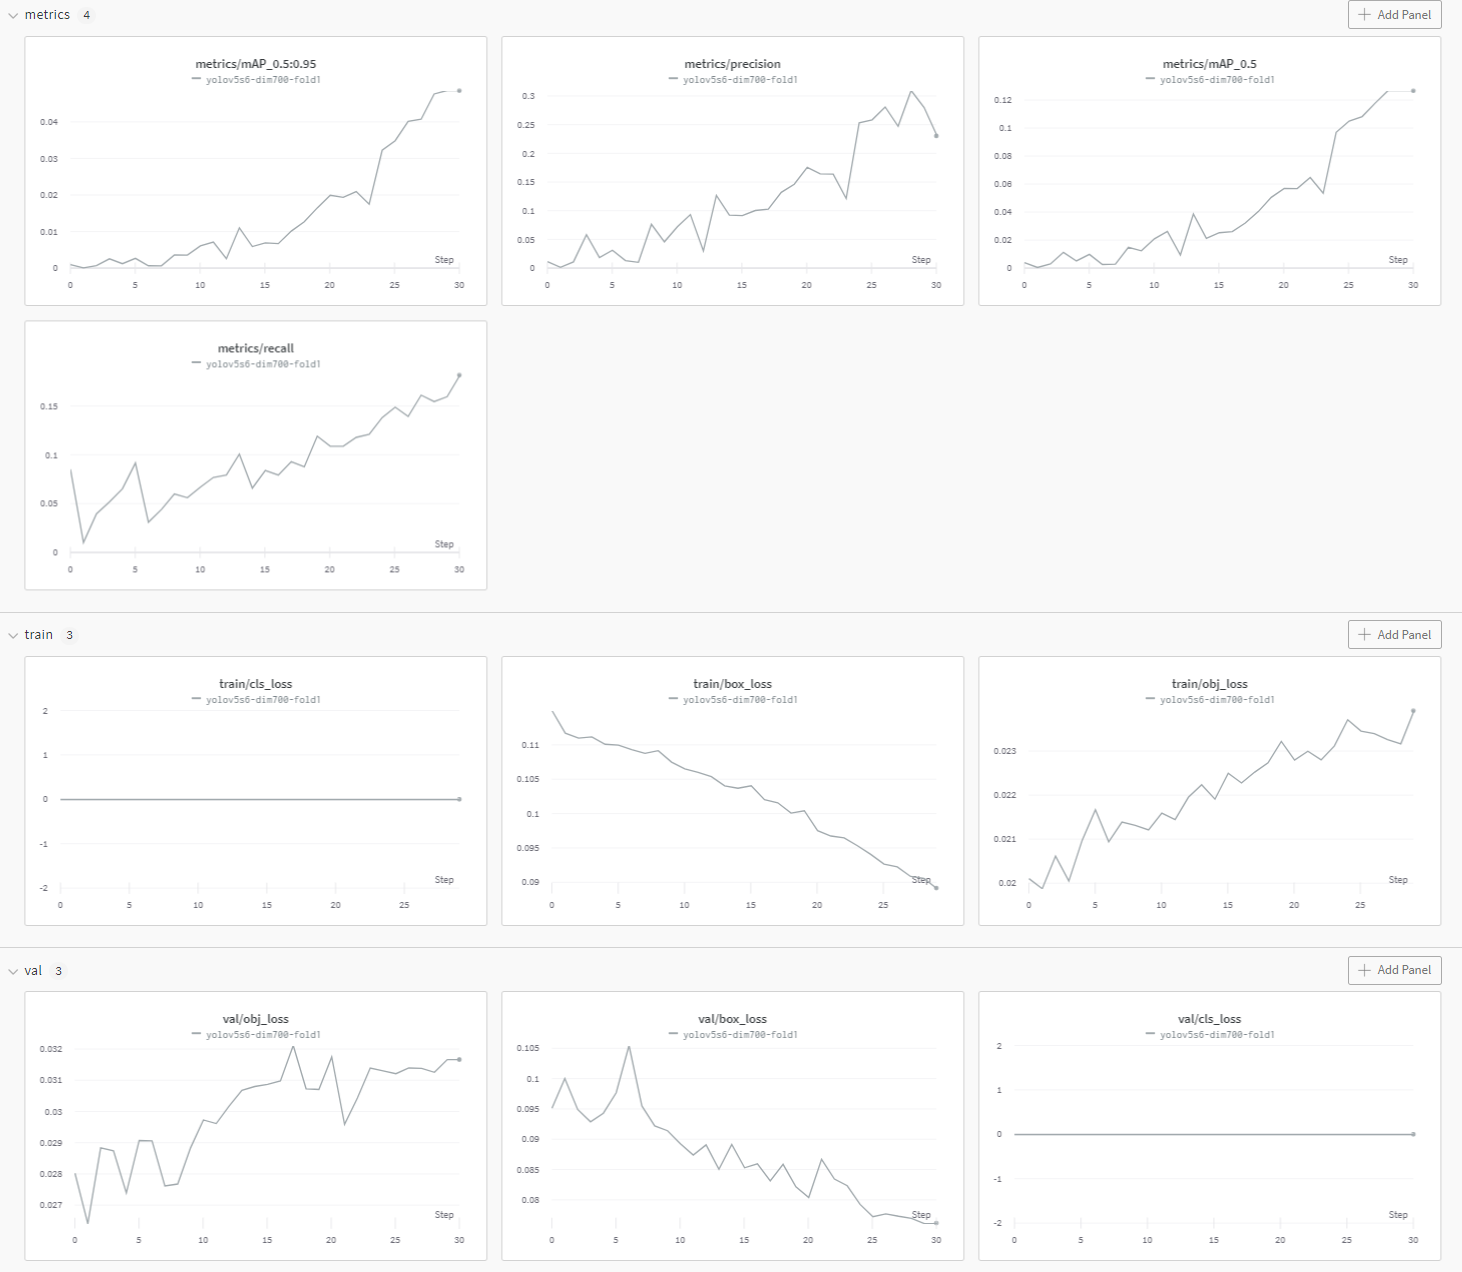 metrics 4
Add Panel
metrics/mAP_0.5:0.95
yolov5s6-dim700-fold1
0.04
0.03
0.02
0.01
0
Step
0 5 10 15 20 25 30
metrics/precision
yolov5s6-dim700-fold1
0.3
0.25
0.2
0.15
0.1
0.05
0
Step
0 5 10 15 20 25 30
metrics/mAP_0.5
yolov5s6-dim700-fold1
0.12
0.1
0.08
0.06
0.04
0.02
0
Step
0 5 10 15 20 25 30
metrics/recall
yolov5s6-dim700-fold1
0.15
0.1
0.05
0
Step
0 5 10 15 20 25 30
train 3
Add Panel
train/cls_loss
yolov5s6-dim700-fold1
2
1
0
-1
-2
Step
0 5 10 15 20 25
train/box_loss
yolov5s6-dim700-fold1
0.11
0.105
0.1
0.095
0.09
Step
0 5 10 15 20 25
train/obj_loss
yolov5s6-dim700-fold1
0.023
0.022
0.021
0.02
Step
0 5 10 15 20 25
val 3
Add Panel
val/obj_loss
yolov5s6-dim700-fold1
0.032
0.031
0.03
0.029
0.028
0.027
Step
0 5 10 15 20 25 30
val/box_loss
yolov5s6-dim700-fold1
0.105
0.1
0.095
0.09
0.085
0.08
Step
0 5 10 15 20 25 30
val/cls_loss
yolov5s6-dim700-fold1
2
1
0
-1
-2
Step
0 5 10 15 20 25 30